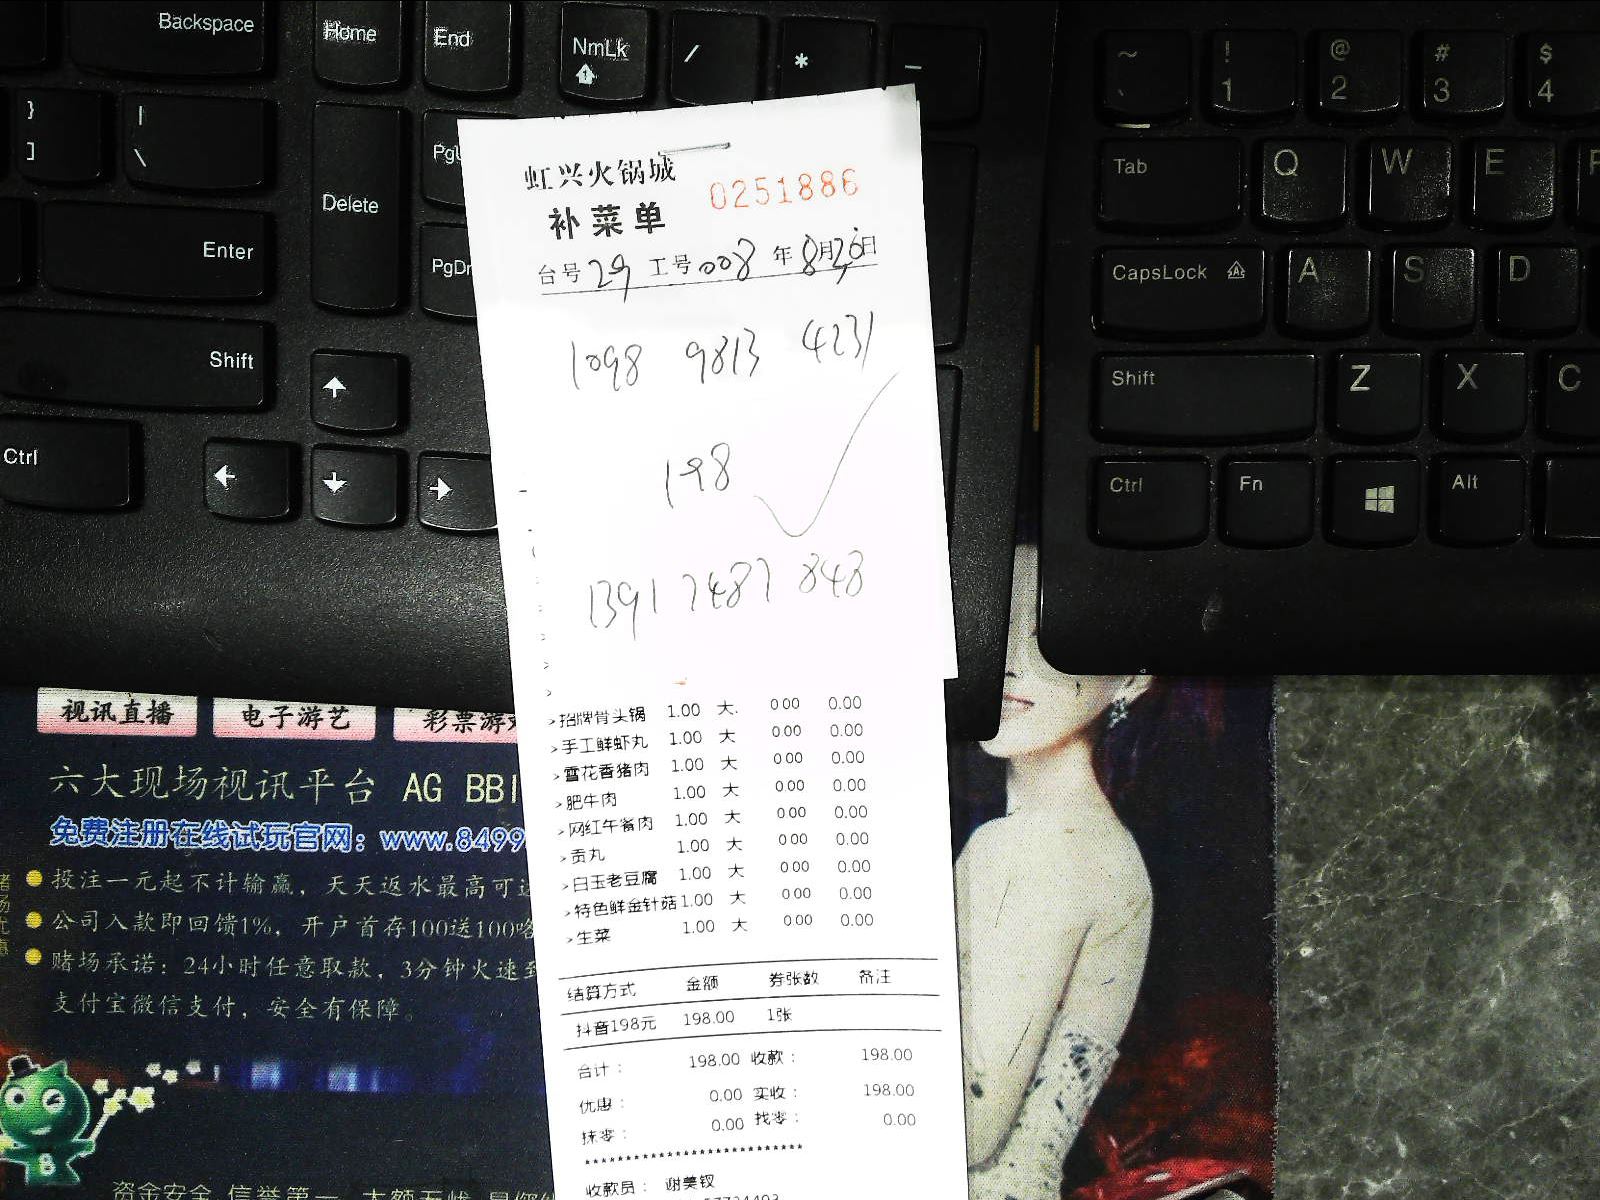 Backspace
Home
End
NmLk
/
*
-
}
]
|
\
Delete
Enter
Shift
Ctrl
~
`
!
1
@
2
#
3
$
4
Tab
Q
W
E
CapsLock
A
S
D
Shift
Z
X
C
Ctrl
Fn
Alt
虹兴火锅城
0251886
补菜单
台号 29 工号 008 年 8月26日
1098 9813 4231
198
1391 7487 848
>招牌骨头锅 1.00 大. 0.00 0.00
>手工鲜虾丸 1.00 大 0.00 0.00
>雪花香猪肉 1.00 大 0.00 0.00
>肥牛肉 1.00 大 0.00 0.00
>网红午餐肉 1.00 大 0.00 0.00
>贡丸 1.00 大 0.00 0.00
>白玉老豆腐 1.00 大 0.00 0.00
>特色鲜金针菇 1.00 大 0.00 0.00
>生菜 1.00 大 0.00 0.00
结算方式 金额 券张数 备注
抖音198元 198.00 1张
合计： 198.00 收款： 198.00
优惠： 0.00 实收： 198.00
抹零： 0.00 找零： 0.00
收款员： 谢美钗
视讯直播
电子游艺
彩票游
六大现场视讯平台 AG BBI
免费注册在线试玩官网：www.8499
投注一元起不计输赢，天天返水最高可
公司入款即回馈1%，开户首存100送100
赌场承诺：24小时任意取款，3分钟火速
支付宝微信支付，安全有保障。
8
资金安全 信誉第一